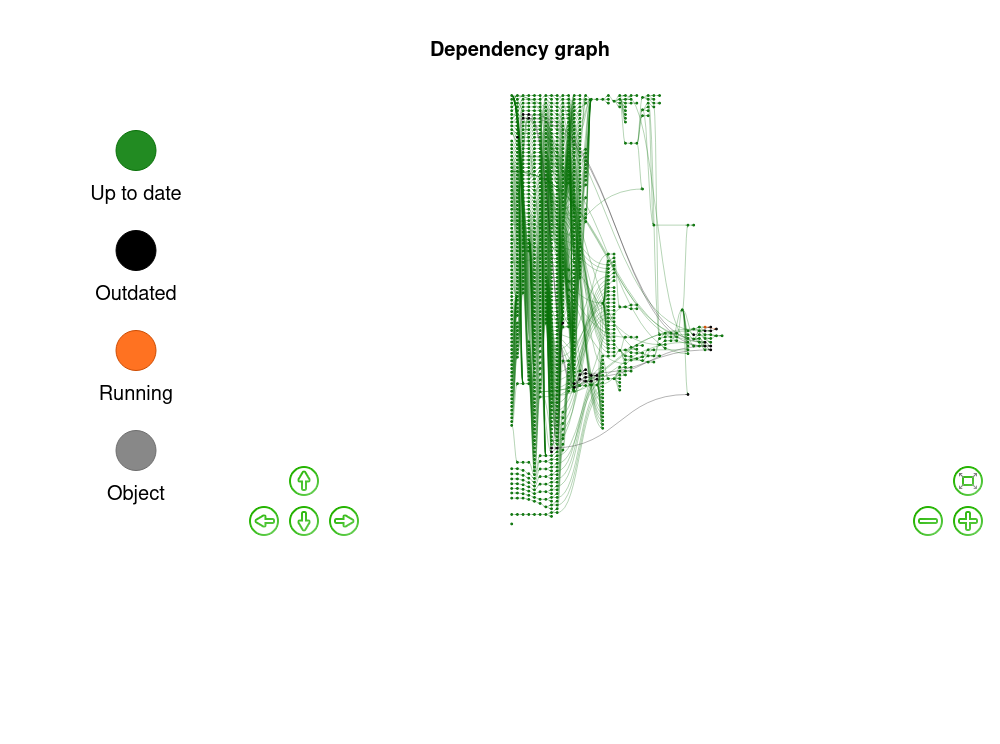 Dependency graph
Up to date
Outdated
Running
Object